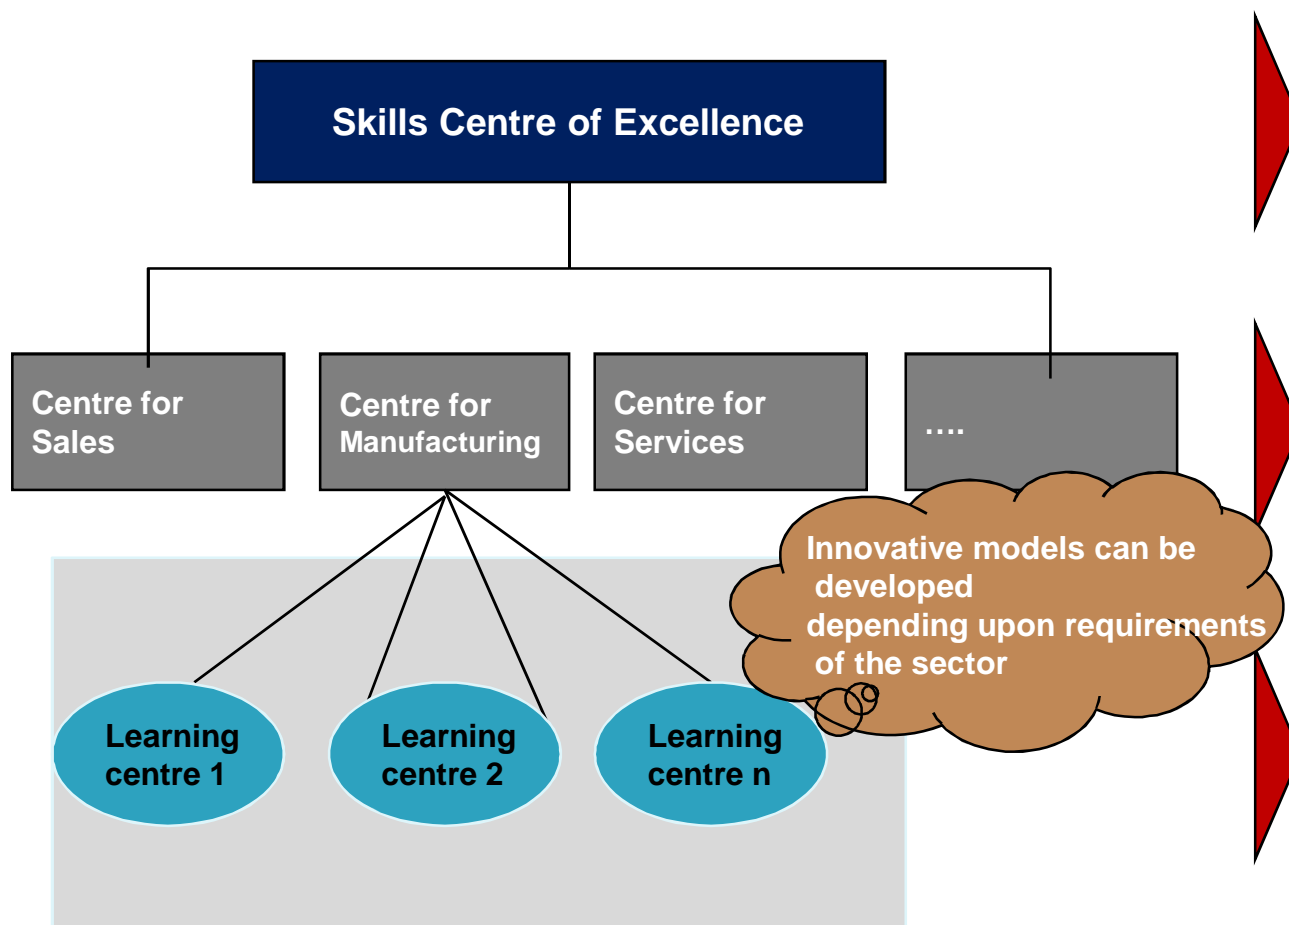 Skills Centre of Excellence
Centre for
Sales
Centre for
Manufacturing
Centre for
Services
....
Innovative models can be
developed
depending upon requirements
of the sector
Learning
centre 1
Learning
centre 2
Learning
centre n